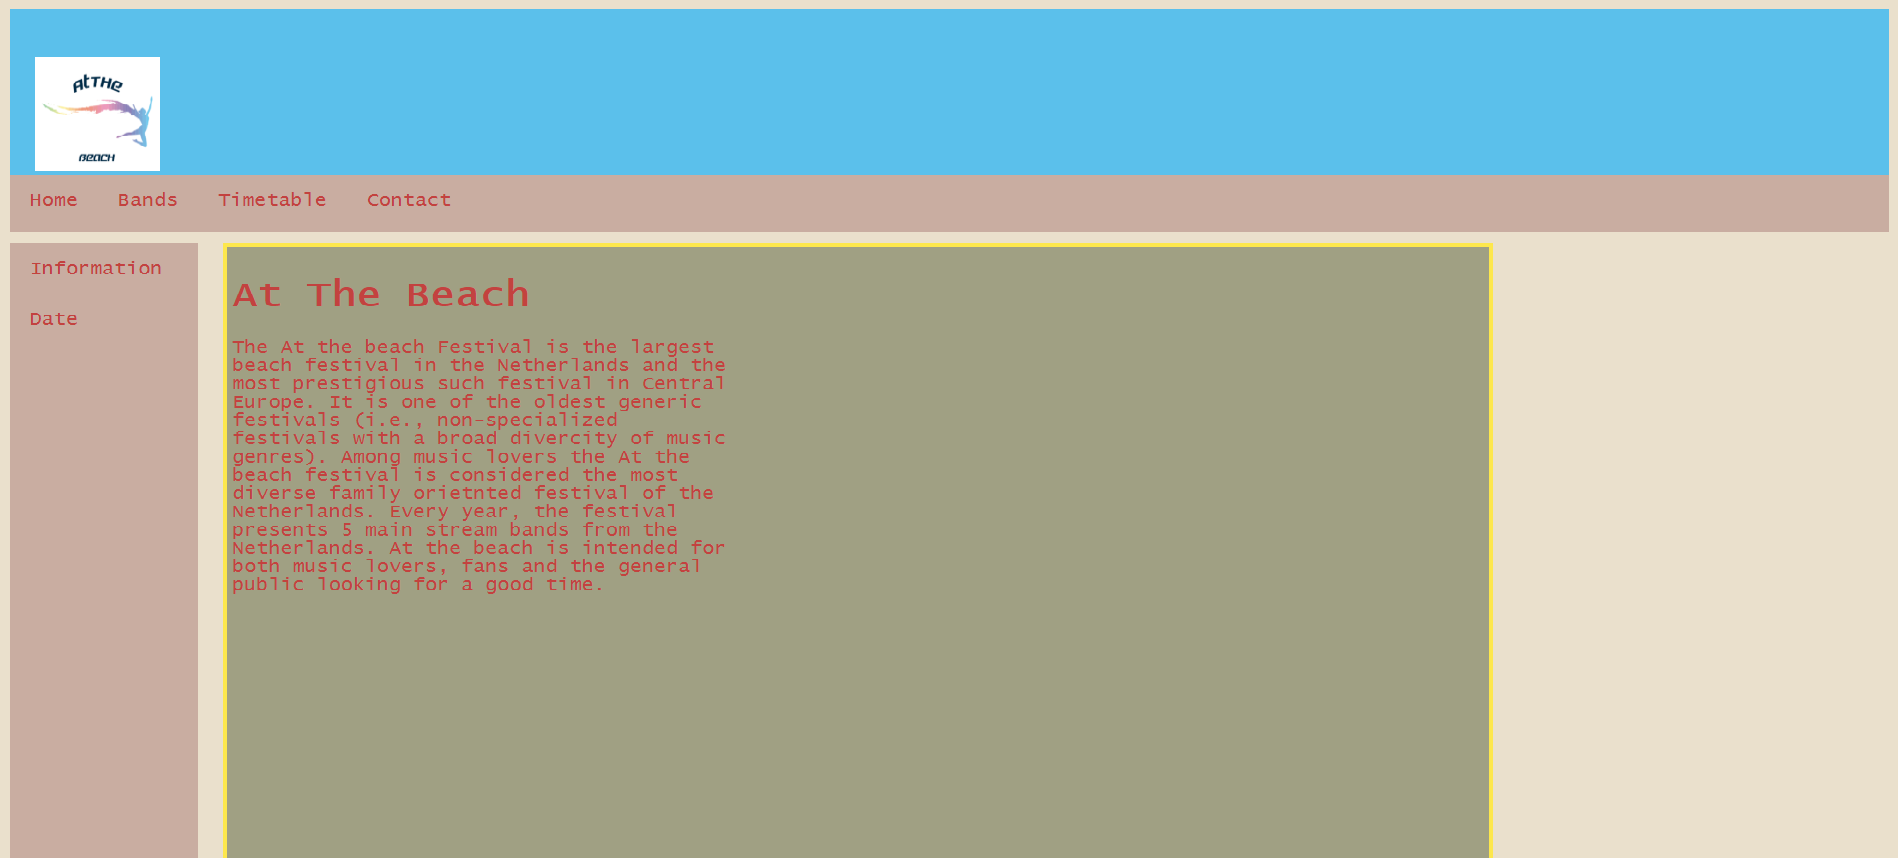 AtTHe
BeACH
Home Bands Timetable Contact
Information
Date
At The Beach
The At the beach Festival is the largest
beach festival in the Netherlands and the
most prestigious such festival in Central
Europe. It is one of the oldest generic
festivals (i.e., non-specialized
festivals with a broad divercity of music
genres). Among music lovers the At the
beach festival is considered the most
diverse family orietnted festival of the
Netherlands. Every year, the festival
presents 5 main stream bands from the
Netherlands. At the beach is intended for
both music lovers, fans and the general
public looking for a good time.